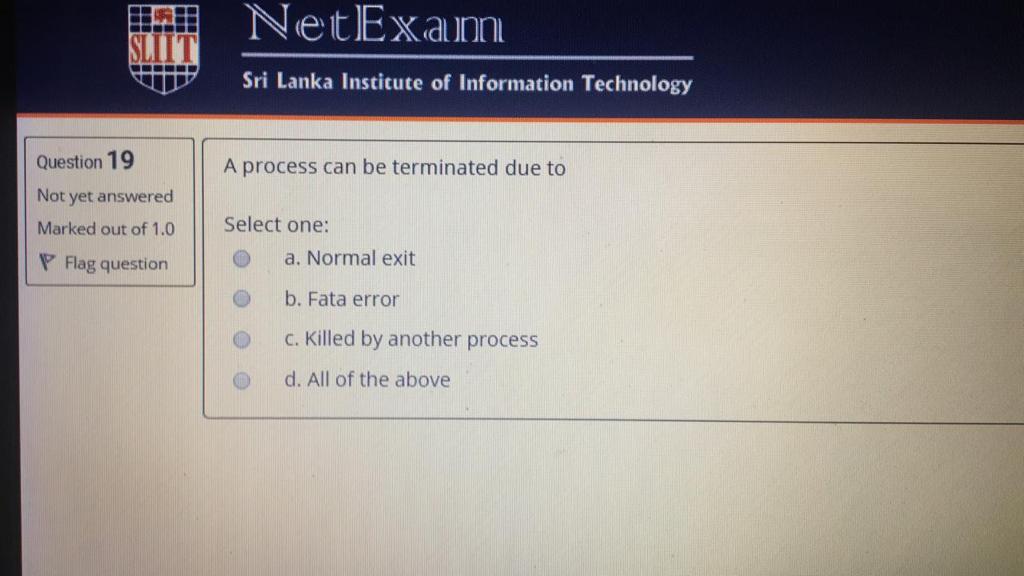 SLIIT
NetExam
Sri Lanka Institute of Information Technology
Question 19
Not yet answered
Marked out of 1.0
Flag question
A process can be terminated due to
Select one:
a. Normal exit
b. Fata error
c. Killed by another process
d. All of the above